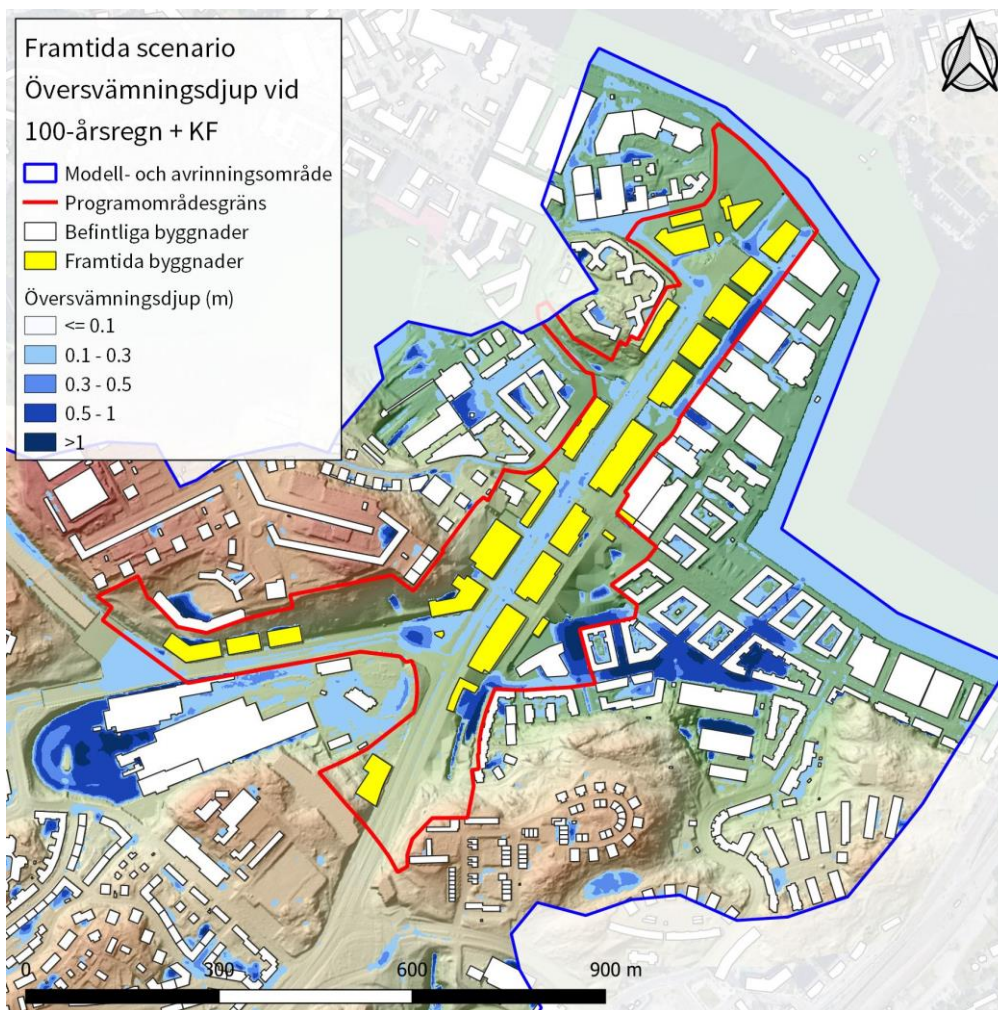 Framtida scenario
Översvämningsdjup vid
100-årsregn + KF
Modell- och avrinningsområde
Programområdesgräns
Befintliga byggnader
Framtida byggnader
Översvämningsdjup (m)
<= 0.1
0.1 - 0.3
0.3 - 0.5
0.5 - 1
>1
0 300 600 900 m